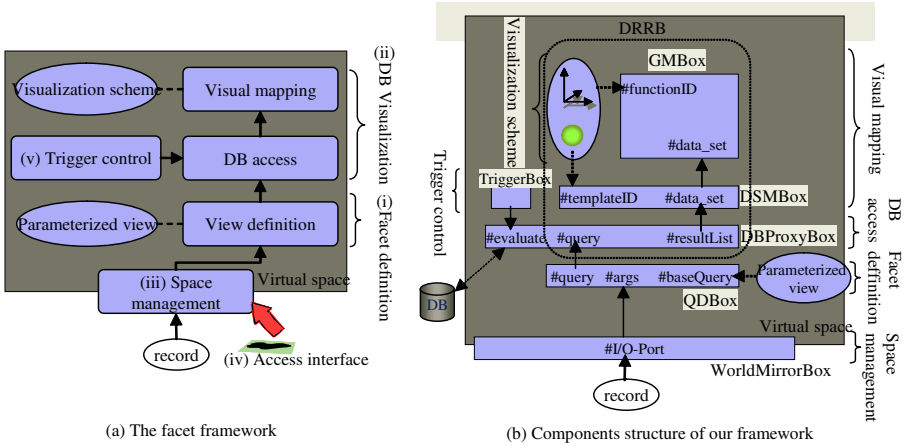 (ii) DB Visualization
Visualization scheme
Visual mapping
(v) Trigger control
DB access
(i) Facet definition
Parameterized view
View definition
(iii) Space
management
Virtual space
record
(iv) Access interface
(a) The facet framework
DRRB
Visualization scheme
GMBox
#functionID
#data_set
Visual mapping
Trigger control
TriggerBox
#templateID
#data_set
DSMBox
DB access
#evaluate
#query
#resultList
DBProxyBox
DB
#query
#args
#baseQuery
Parameterized
view
QDBox
Facet deffinition
Virtual space
#I/O-Port
WorldMirrorBox
Space management
record
(b) Components structure of our framework